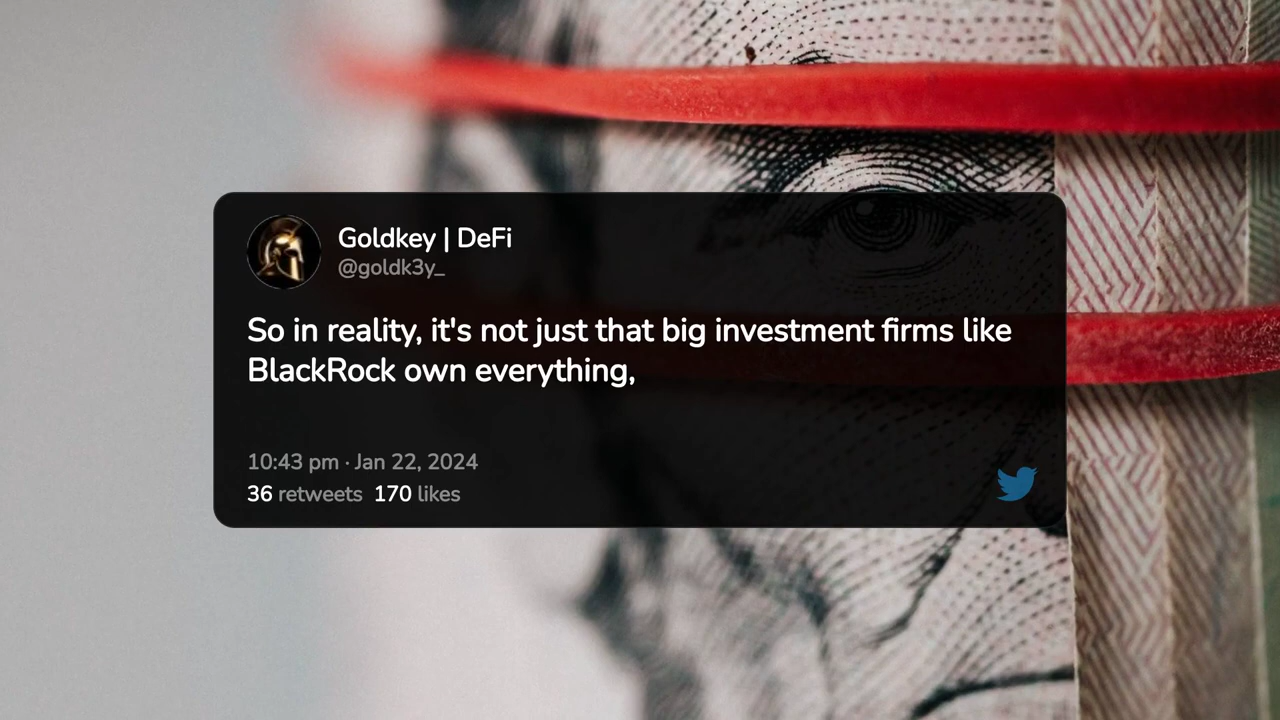 Goldkey | DeFi
@goldk3y_
So in reality, it's not just that big investment firms like
BlackRock own everything,
10:43 pm · Jan 22, 2024
36 retweets 170 likes